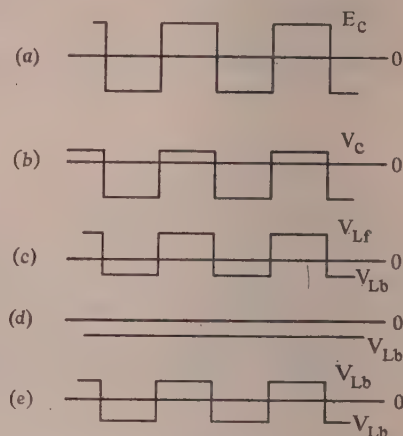 E_C
(a) 0
V_C
(b) 0
V_Lf
(c) 0
V_Lb
(d) 0
V_Lb
V_Lb
(e) 0
V_Lb